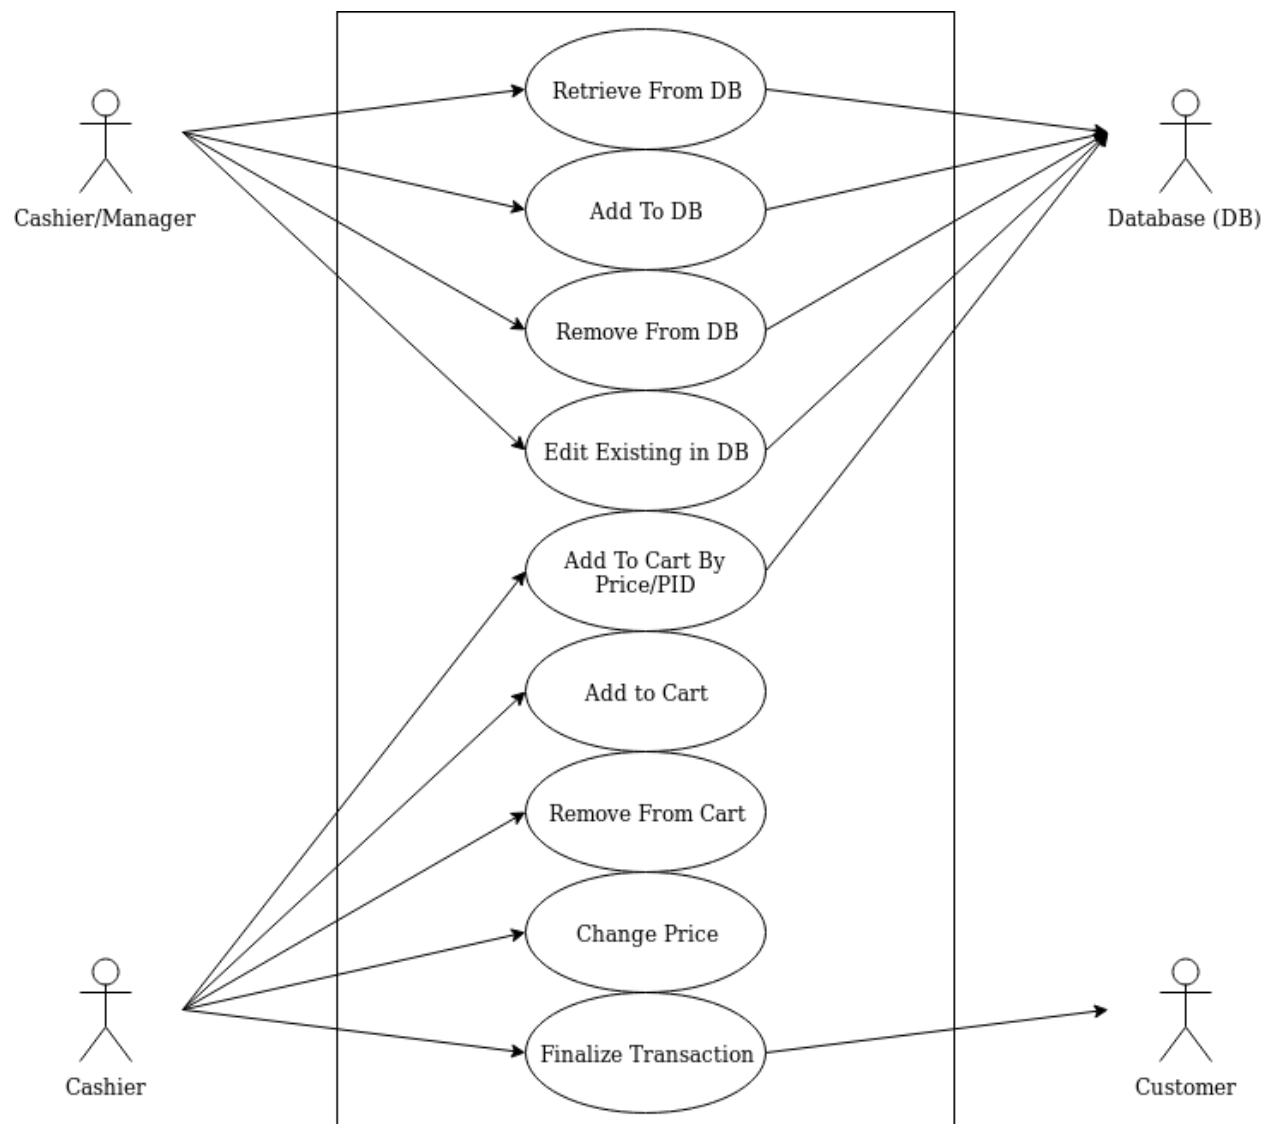 Retrieve From DB
Cashier/Manager
Add To DB
Database (DB)
Remove From DB
Edit Existing in DB
Add To Cart By
Price/PID
Add to Cart
Remove From Cart
Change Price
Finalize Transaction
Cashier
Customer